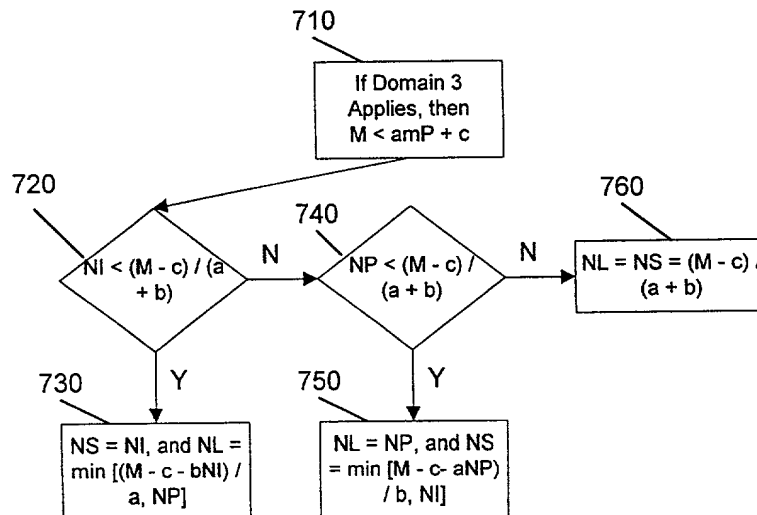 710
If Domain 3
Applies, then
M < amP + c
720
NI < (M - c) / (a
+ b)
N
740
NP < (M - c) /
(a + b)
N
760
NL = NS = (M - c) /
(a + b)
Y
730
NS = NI, and NL =
min [(M - c - bNI) /
a, NP]
Y
750
NL = NP, and NS
= min [M - c- aNP)
/ b, NI]